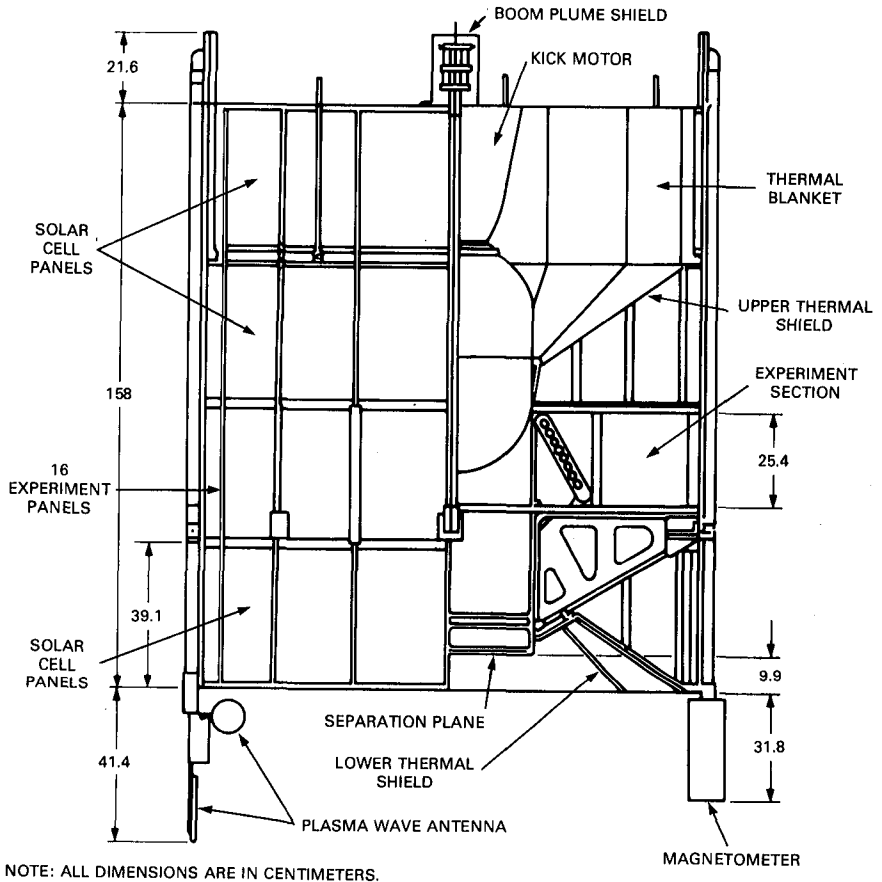 BOOM PLUME SHIELD
21.6
KICK MOTOR
THERMAL
BLANKET
SOLAR
CELL
PANELS
UPPER THERMAL
SHIELD
158
EXPERIMENT
SECTION
16
EXPERIMENT
PANELS
25.4
39.1
SOLAR
CELL
PANELS
9.9
SEPARATION PLANE
31.8
41.4
LOWER THERMAL
SHIELD
PLASMA WAVE ANTENNA
MAGNETOMETER
NOTE: ALL DIMENSIONS ARE IN CENTIMETERS.